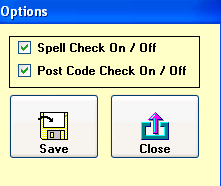 Options
Spell Check On / Off
Post Code Check On / Off
Save Close